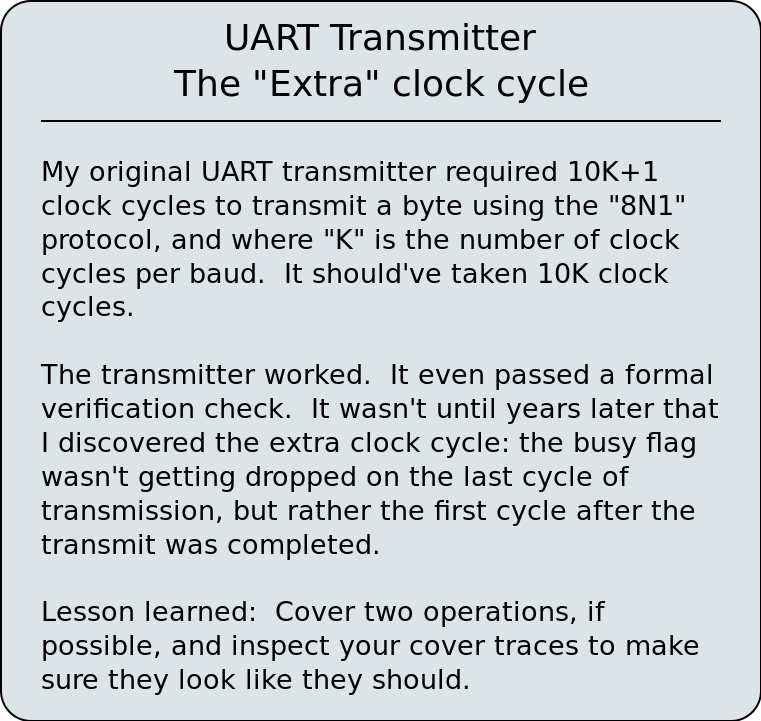 UART Transmitter
The "Extra" clock cycle
My original UART transmitter required 10K+1
clock cycles to transmit a byte using the "8N1"
protocol, and where "K" is the number of clock
cycles per baud.  It should've taken 10K clock
cycles.
The transmitter worked.  It even passed a formal
verification check.  It wasn't until years later that
I discovered the extra clock cycle: the busy flag
wasn't getting dropped on the last cycle of
transmission, but rather the first cycle after the
transmit was completed.
Lesson learned:  Cover two operations, if
possible, and inspect your cover traces to make
sure they look like they should.